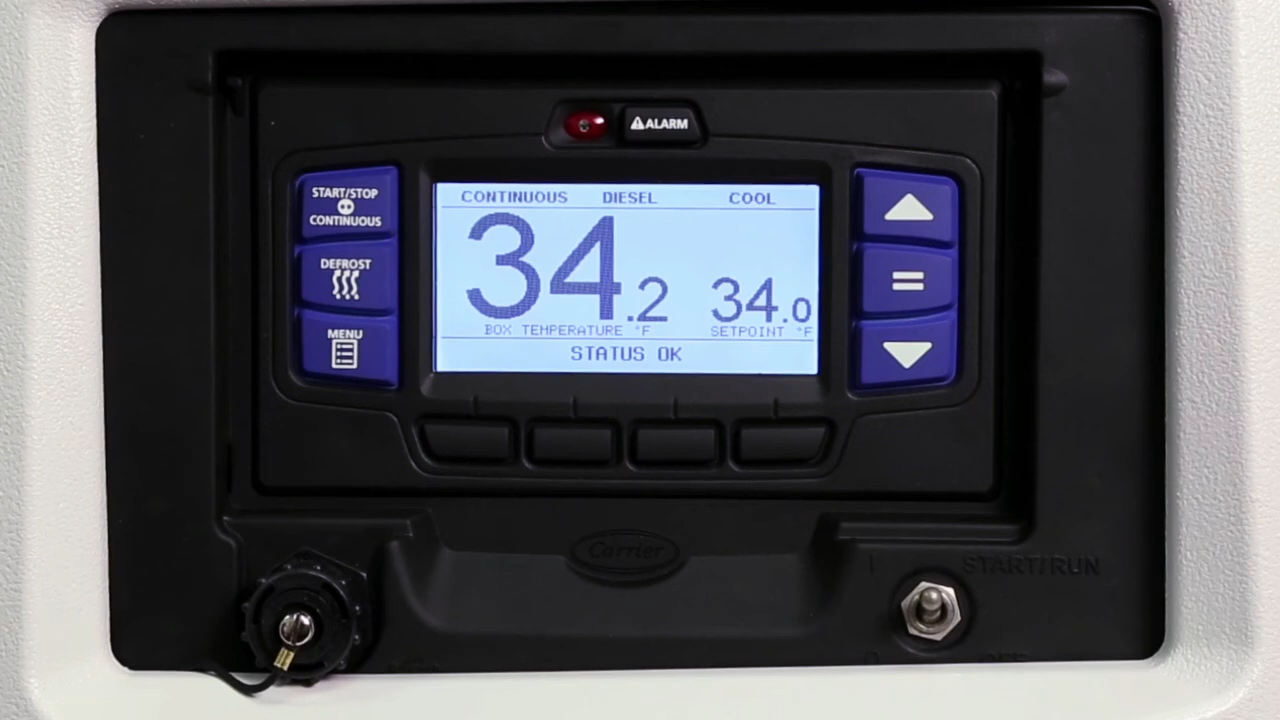 ALARM
START/STOP
CONTINUOUS
DEFROST
MENU
CONTINUOUS DIESEL COOL
34.2 34.0
BOX TEMPERATURE °F SETPOINT °F
STATUS OK
Carrier
START/RUN